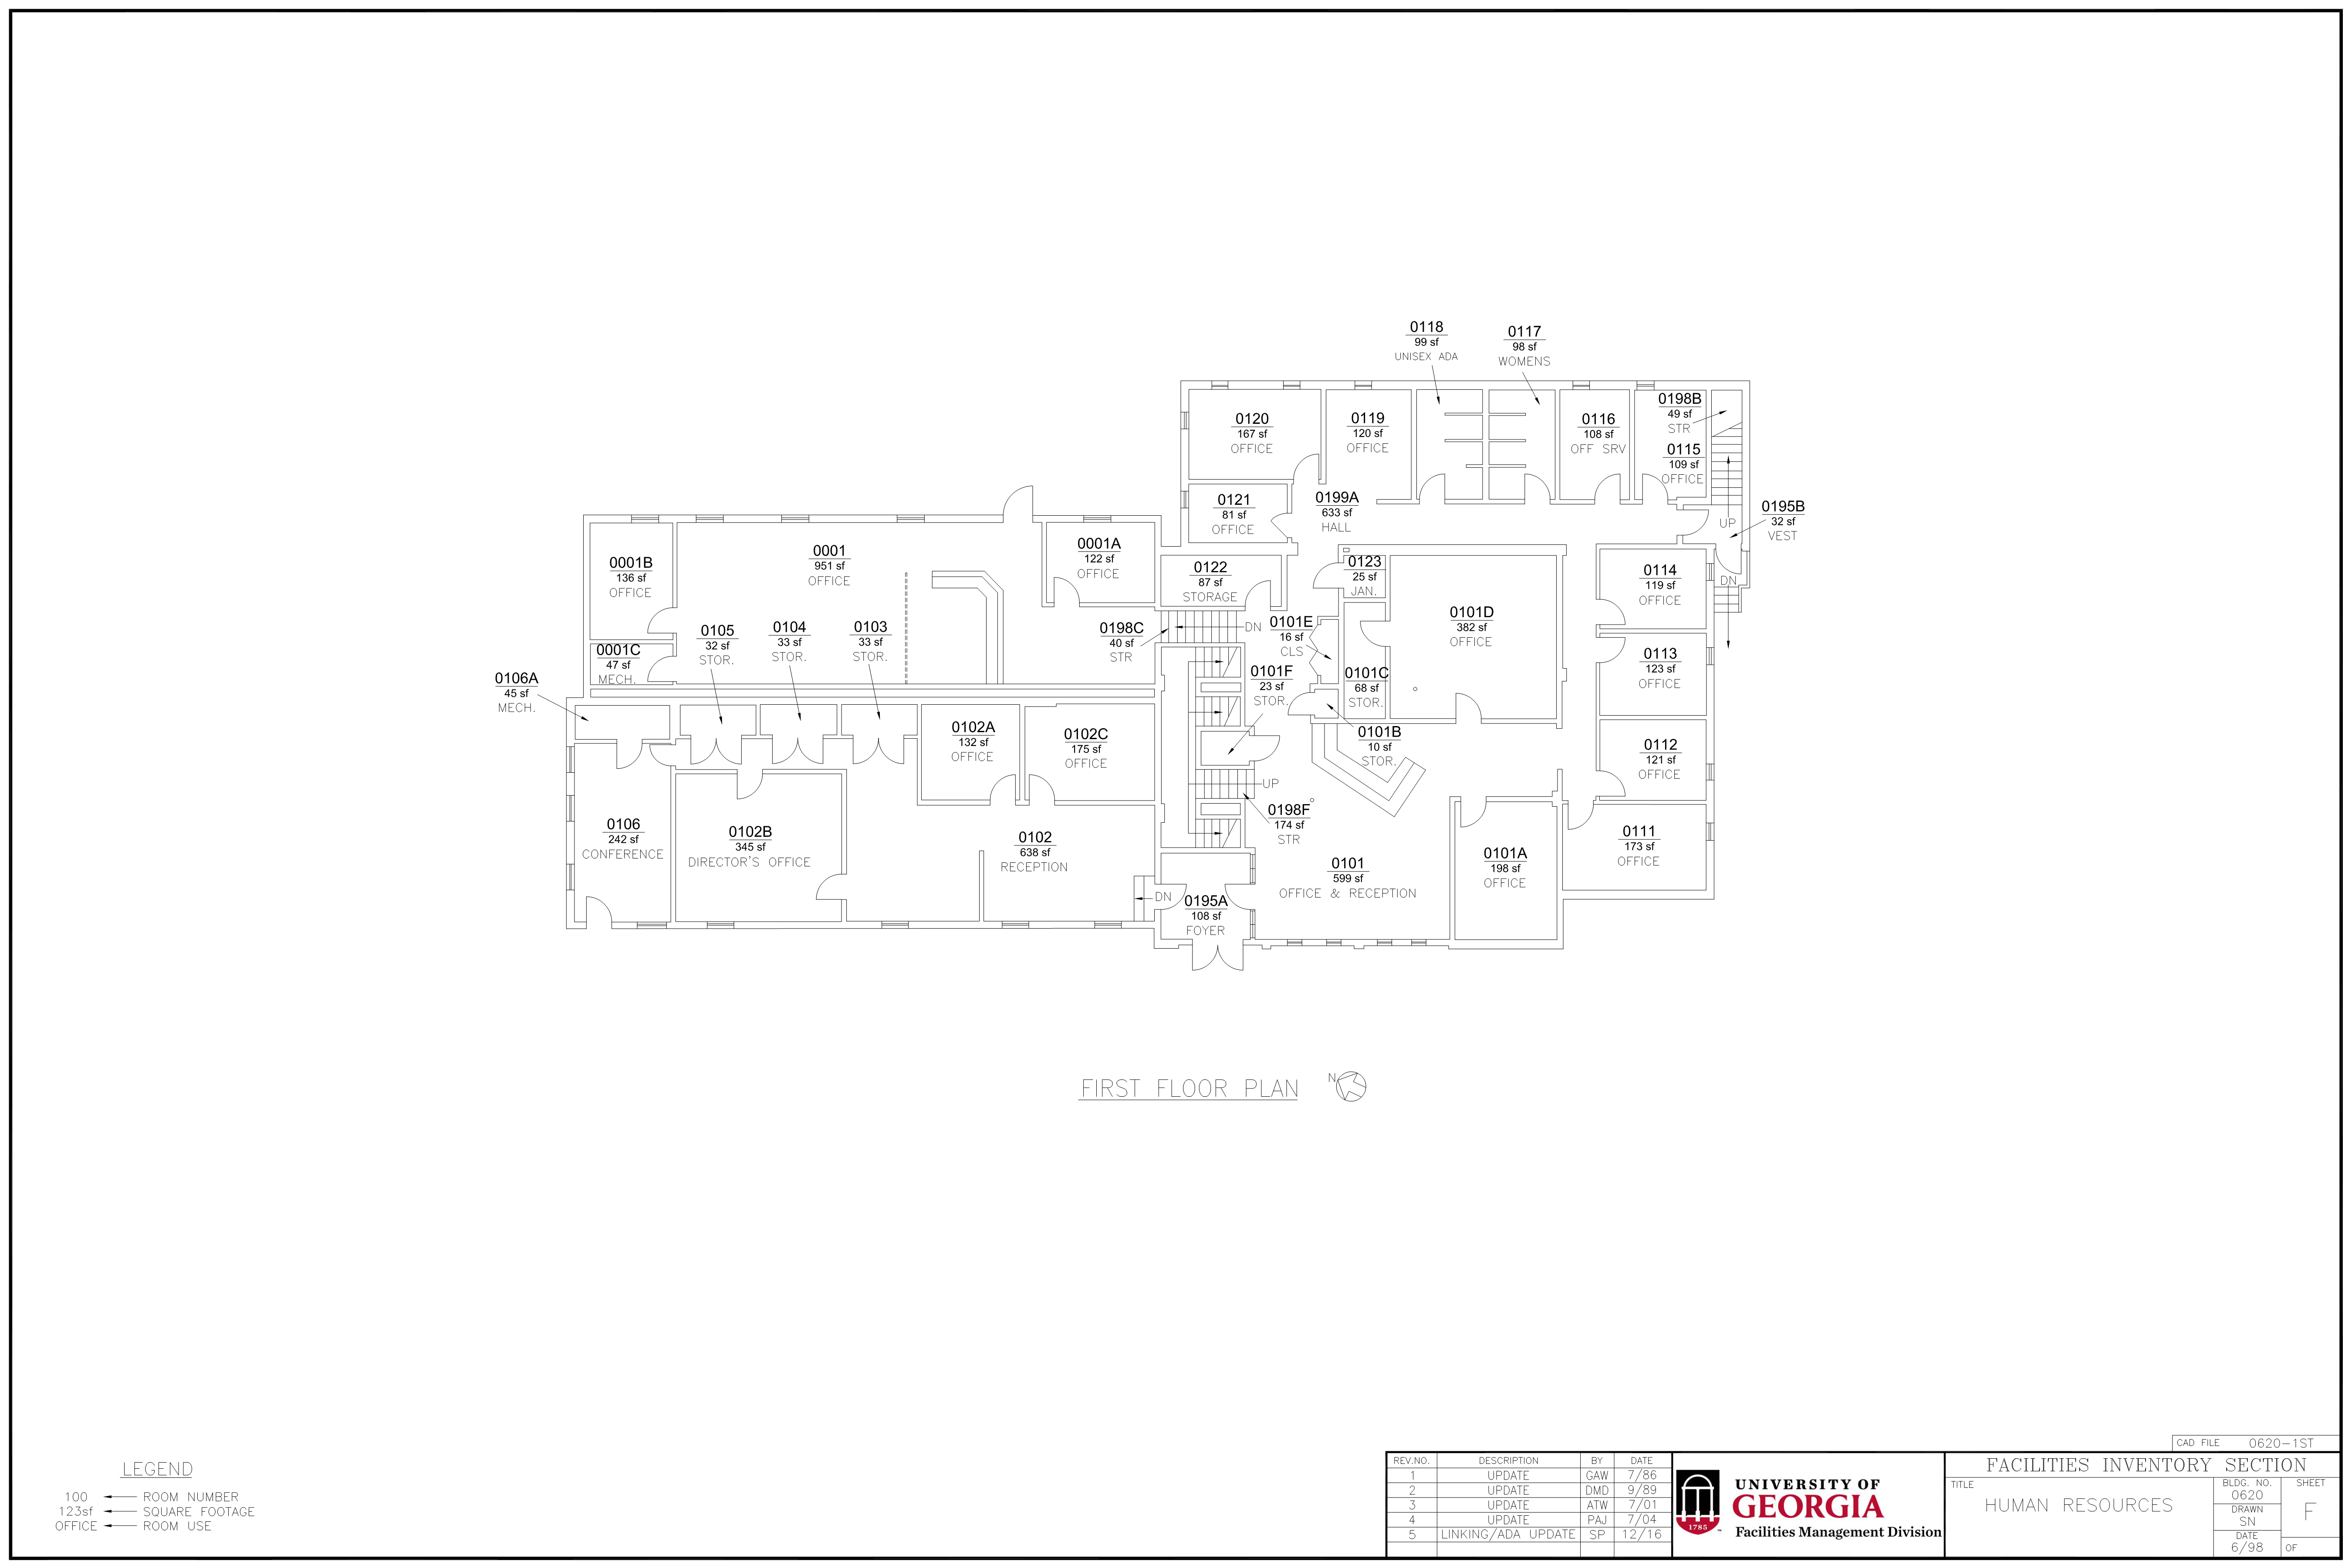 0118
99 sf
UNISEX ADA
0117
98 sf
WOMENS
0120
167 sf
OFFICE
0119
120 sf
OFFICE
0116
108 sf
OFF SRV
0198B
49 sf
STR
0115
109 sf
OFFICE
0121
81 sf
OFFICE
0199A
633 sf
HALL
0195B
32 sf
VEST
UP
DN
0001B
136 sf
OFFICE
0001
951 sf
OFFICE
0001A
122 sf
OFFICE
0122
87 sf
STORAGE
0123
25 sf
JAN.
0114
119 sf
OFFICE
0101D
382 sf
OFFICE
0105
32 sf
STOR.
0104
33 sf
STOR.
0103
33 sf
STOR.
0198C
40 sf
STR
DN
0101E
16 sf
CLS
0001C
47 sf
MECH.
0106A
45 sf
MECH.
0101F
23 sf
STOR.
0101C
68 sf
STOR.
0113
123 sf
OFFICE
0102A
132 sf
OFFICE
0102C
175 sf
OFFICE
0101B
10 sf
STOR.
0112
121 sf
OFFICE
UP
0198F
174 sf
STR
0106
242 sf
CONFERENCE
0102B
345 sf
DIRECTOR'S OFFICE
0102
638 sf
RECEPTION
0101
599 sf
OFFICE & RECEPTION
0101A
198 sf
OFFICE
0111
173 sf
OFFICE
DN
0195A
108 sf
FOYER
FIRST FLOOR PLAN
N
LEGEND
100 ROOM NUMBER
123sf SQUARE FOOTAGE
OFFICE ROOM USE
REV.NO. DESCRIPTION BY DATE
1 UPDATE GAW 7/86
2 UPDATE DMD 9/89
3 UPDATE ATW 7/01
4 UPDATE PAJ 7/04
5 LINKING/ADA UPDATE SP 12/16
1785
UNIVERSITY OF
GEORGIA
Facilities Management Division
CAD FILE 0620-1ST
FACILITIES INVENTORY SECTION
TITLE
HUMAN RESOURCES
BLDG. NO.
0620
DRAWN
SN
DATE
6/98
SHEET
F
OF